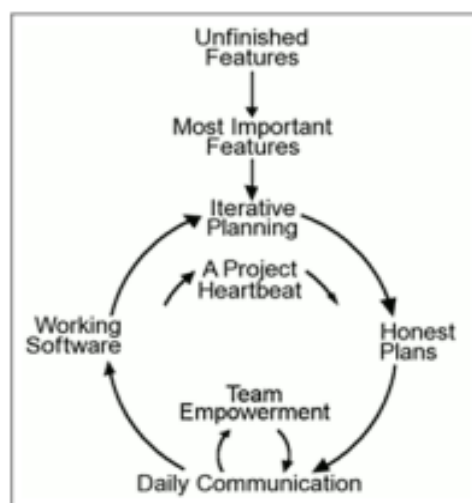 Unfinished
Features
Most Important
Features
Iterative
Planning
A Project
Heartbeat
Working
Software
Honest
Plans
Team
Empowerment
Daily Communication